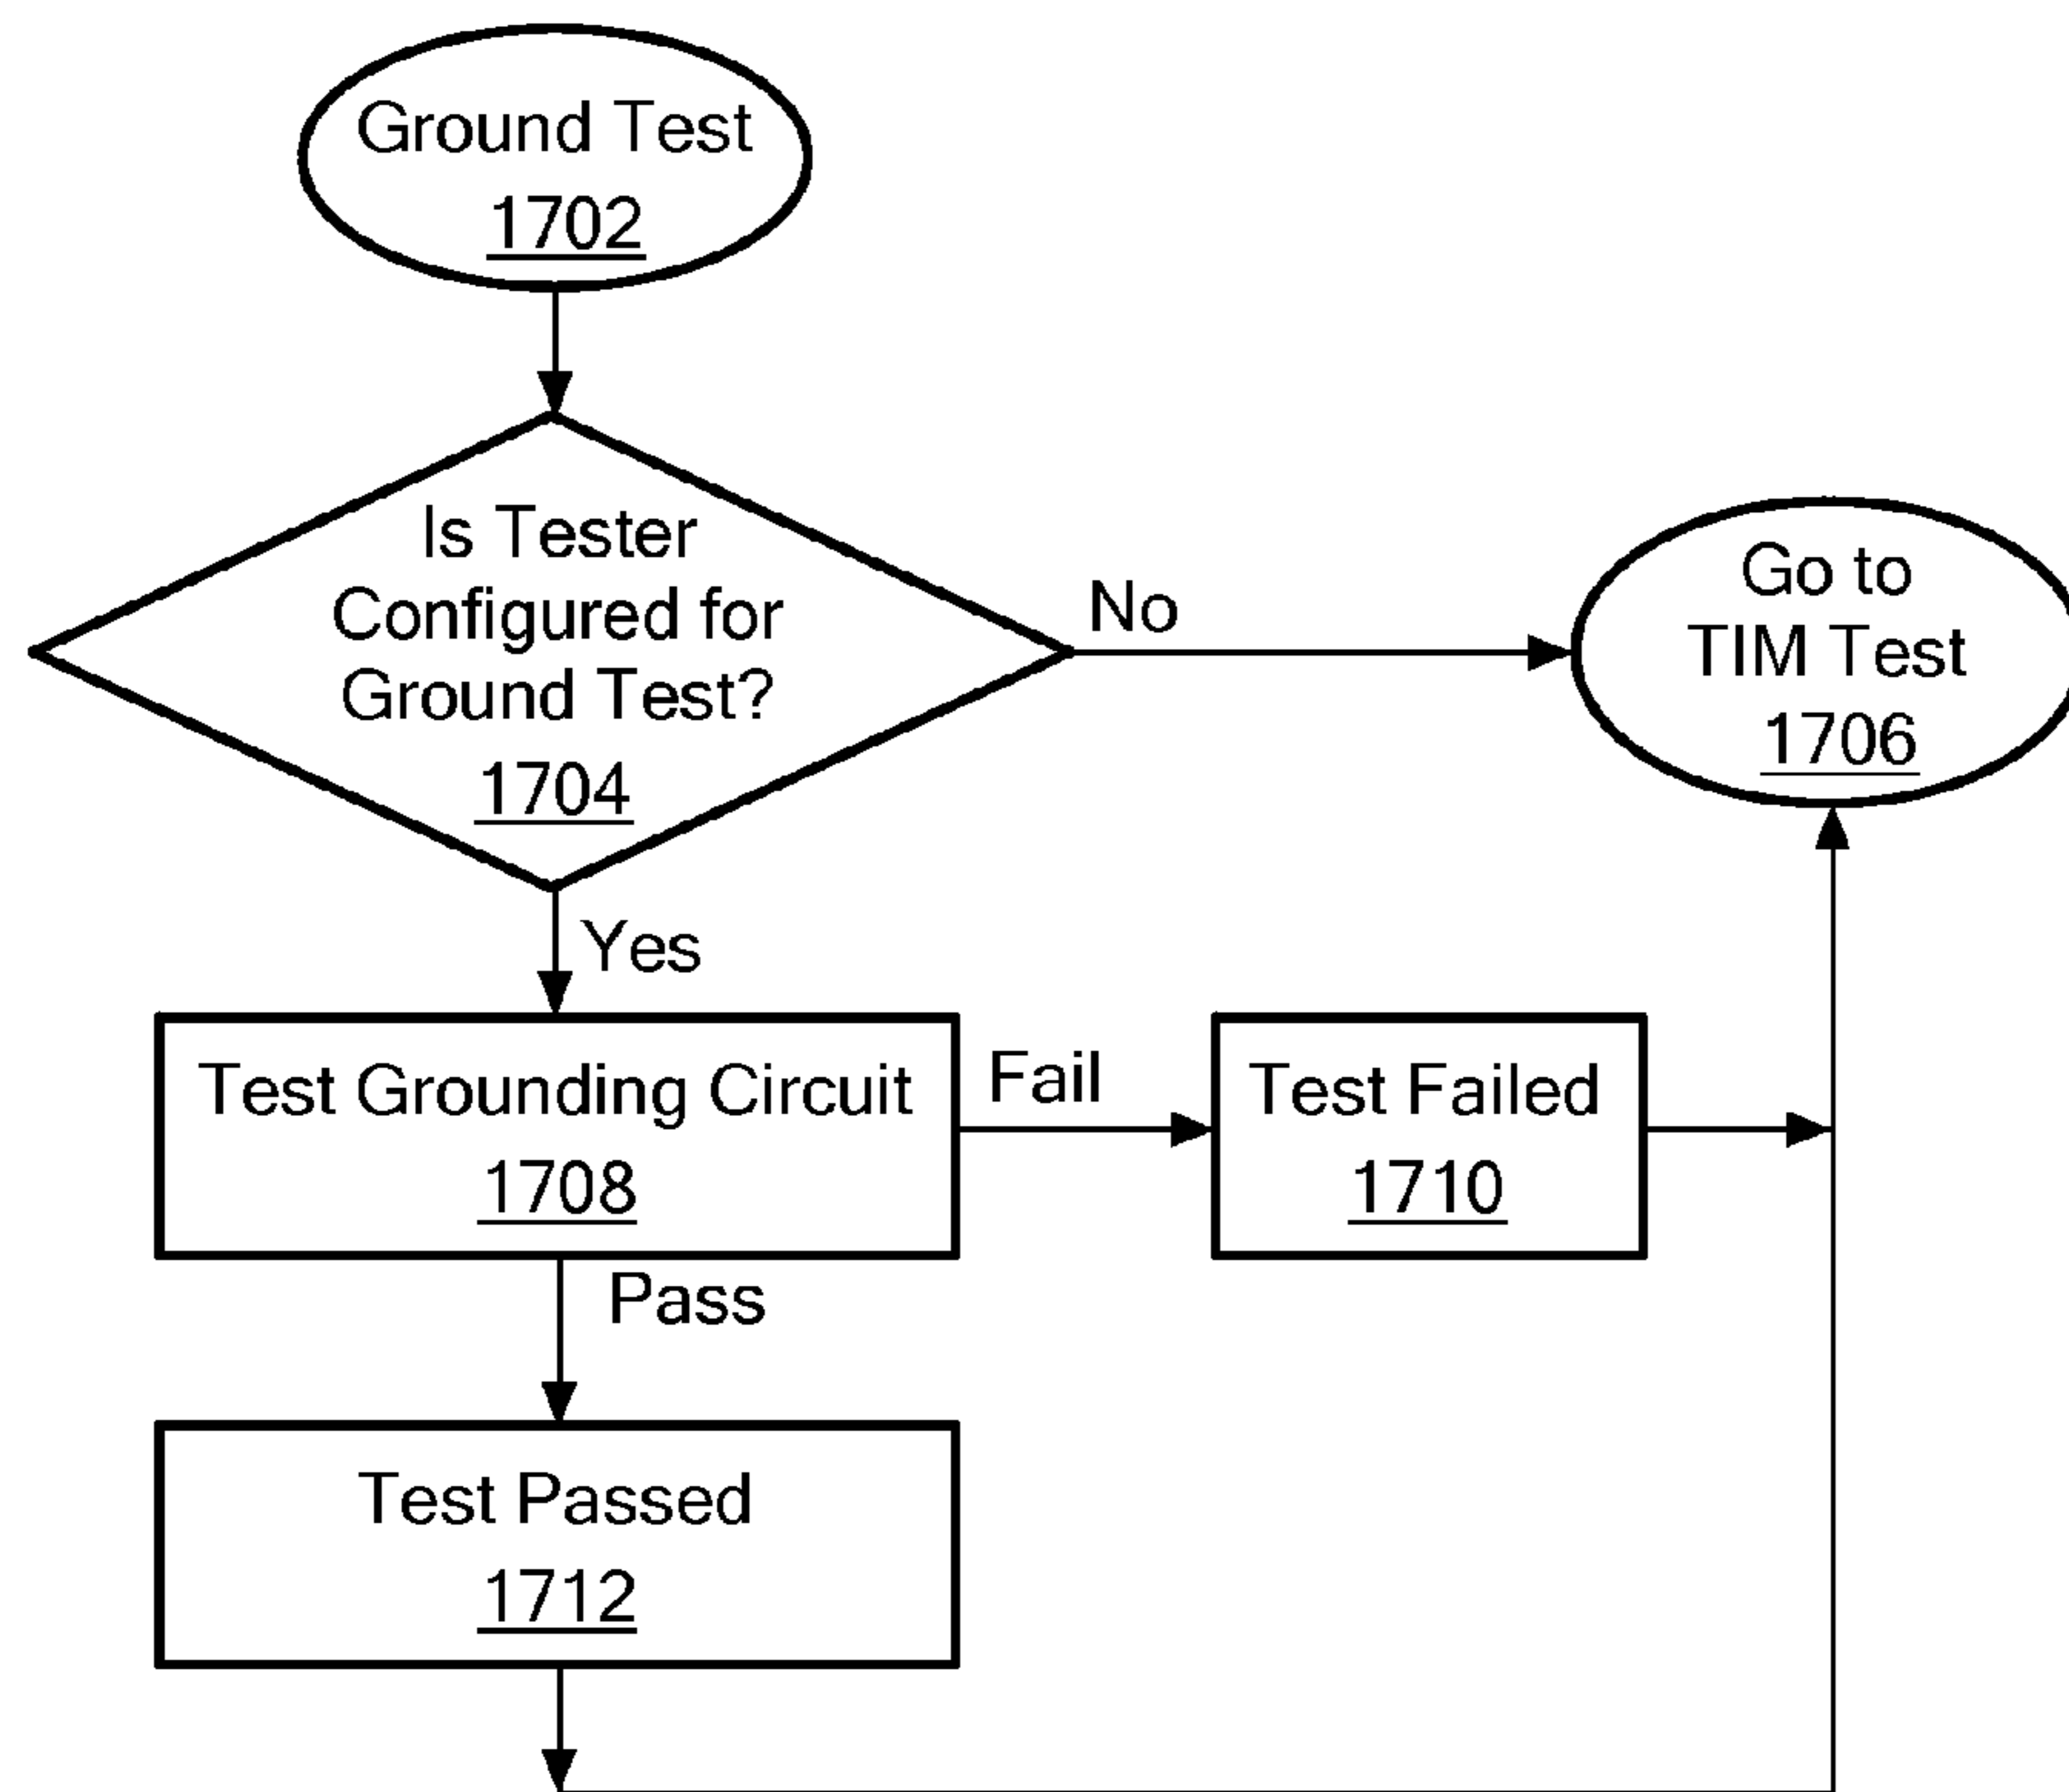 Ground Test
1702
Is Tester
Configured for
Ground Test?
1704
No
Go to
TIM Test
1706
Yes
Test Grounding Circuit
1708
Fail
Test Failed
1710
Pass
Test Passed
1712